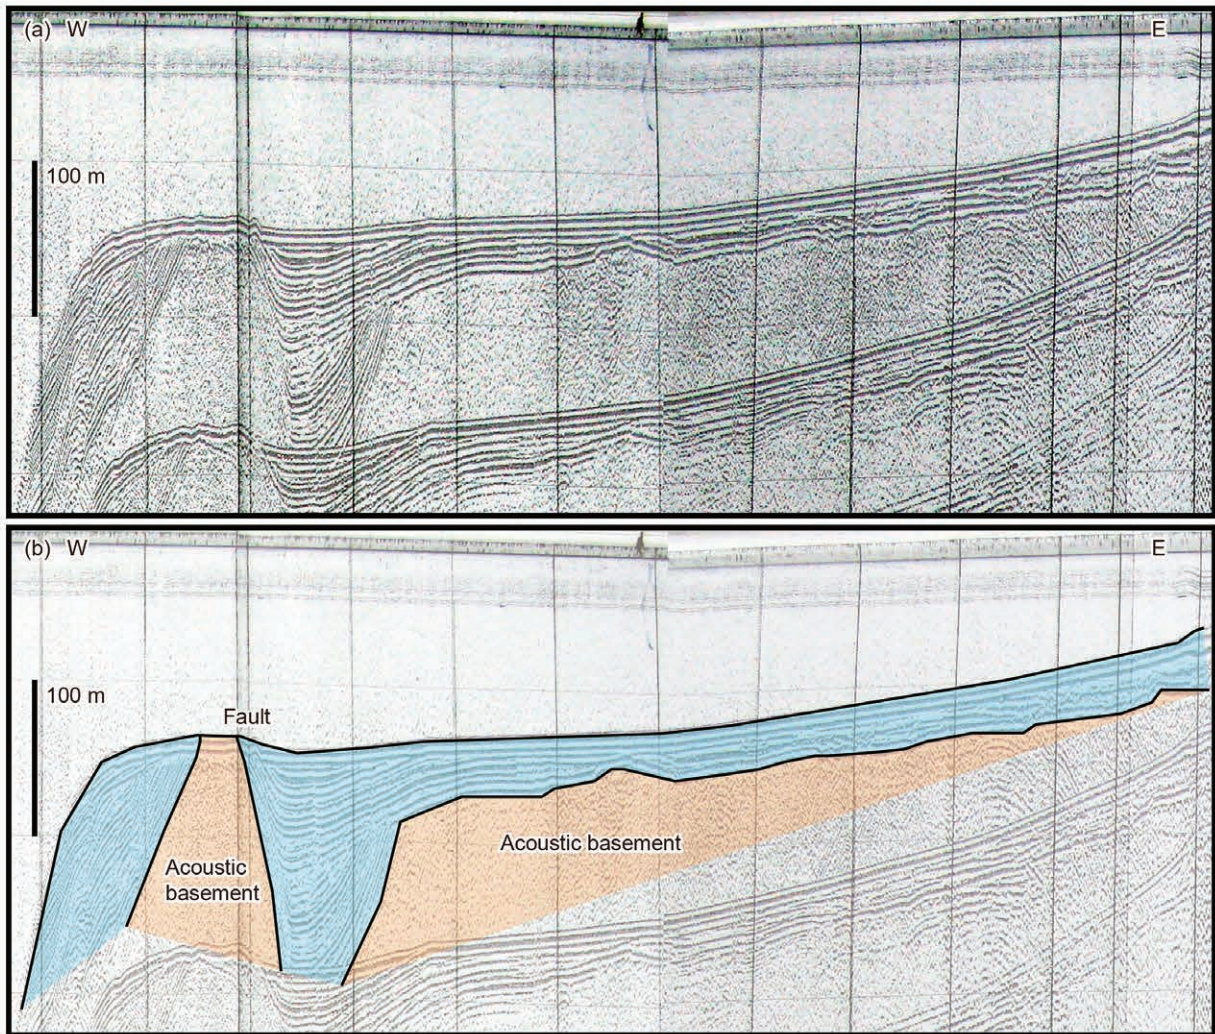 (a) W
E
100 m
(b) W
E
100 m
Fault
Acoustic
basement
Acoustic basement